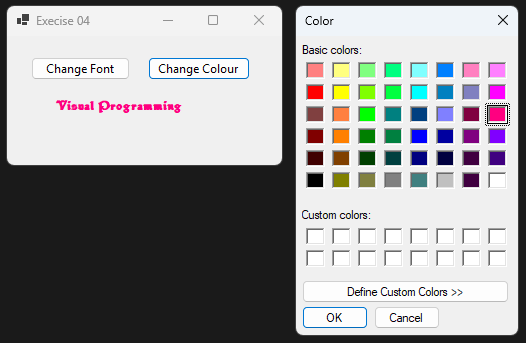 Execise 04
Change Font
Change Colour
Visual Programming
Color
Basic colors:
Custom colors:
Define Custom Colors >>
OK
Cancel